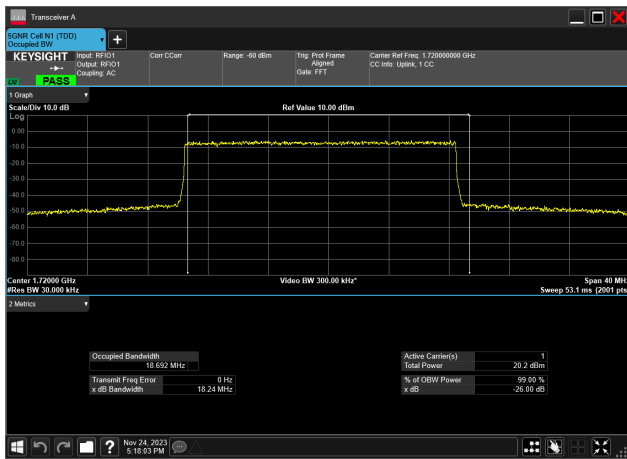 Transceiver A
5GNR Cell N1 (TDD)
Occupied BW
KEYSIGHT
LXI
PASS
Input: RFIO1
Output: RFIO1
Coupling: AC
Corr CCorr
Range: -60 dBm
Trig: Prot Frame
Aligned
Gate: FFT
Carrier Ref Freq: 1.720000000 GHz
CC Info: Uplink, 1 CC
1 Graph
Scale/Div 10.0 dB
Ref Value 10.00 dBm
Log
0.00
-10.0
-20.0
-30.0
-40.0
-50.0
-60.0
-70.0
-80.0
Center 1.72000 GHz
Video BW 300.00 kHz*
Span 40 MHz
#Res BW 30.000 kHz
Sweep 53.1 ms (2001 pts
2 Metrics
Occupied Bandwidth
18.692 MHz
Active Carrier(s) 1
Total Power 20.2 dBm
Transmit Freq Error 0 Hz
x dB Bandwidth 18.24 MHz
% of OBW Power 99.00 %
x dB -26.00 dB
?
Nov 24, 2023
5:18:03 PM